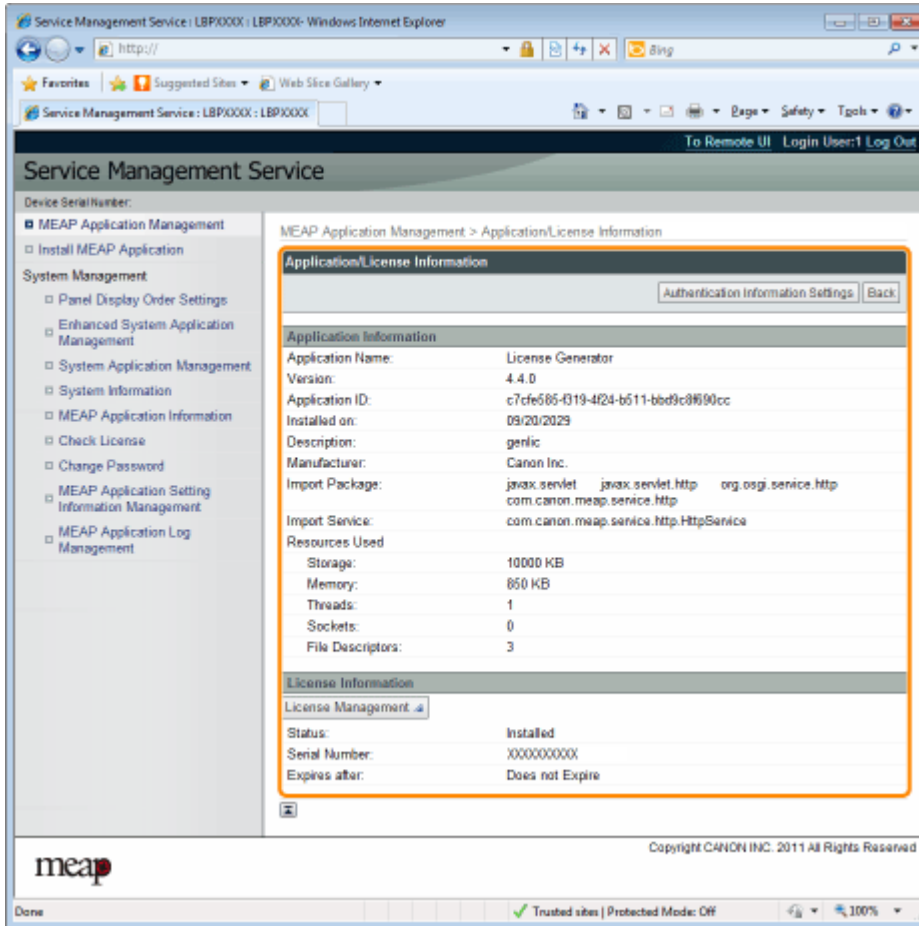 Service Management Service : LBPXXXX : LBPXXXX- Windows Internet Explorer
http://
Bing
Favorites Suggested Sites Web Slice Gallery
Service Management Service : LBPXXXX : LBPXXXX
Page Safety Tools
To Remote UI Login User:1 Log Out
Service Management Service
Device Serial Number:
MEAP Application Management
Install MEAP Application
System Management
Panel Display Order Settings
Enhanced System Application
Management
System Application Management
System Information
MEAP Application Information
Check License
Change Password
MEAP Application Setting
Information Management
MEAP Application Log
Management
MEAP Application Management > Application/License Information
Application/License Information
Authentication Information Settings Back
Application Information
Application Name: License Generator
Version: 4.4.0
Application ID: c7cfe585-f319-4f24-b511-bbd9c8f690cc
Installed on: 09/20/2029
Description: genlic
Manufacturer: Canon Inc.
Import Package: javax.servlet javax.servlet.http org.osgi.service.http
com.canon.meap.service.http
Import Service: com.canon.meap.service.http.HttpService
Resources Used
Storage: 10000 KB
Memory: 850 KB
Threads: 1
Sockets: 0
File Descriptors: 3
License Information
License Management
Status: Installed
Serial Number: XXXXXXXXXX
Expires after: Does not Expire
Copyright CANON INC. 2011 All Rights Reserved
meap
Done Trusted sites | Protected Mode: Off 100%